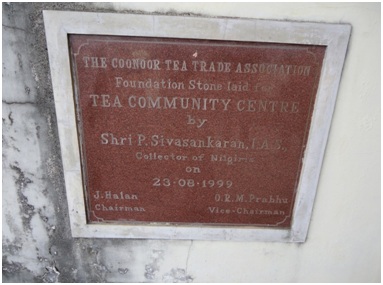 THE COONOOR TEA TRADE ASSOCIATION
Foundation Stone laid for
TEA COMMUNITY CENTRE
by
Shri P. Sivasankaran, I.A.S.,
Collector of Nilgiris
on
23-08-1999
J. Halan O.R.M. Prabhu
Chairman Vice-Chairman